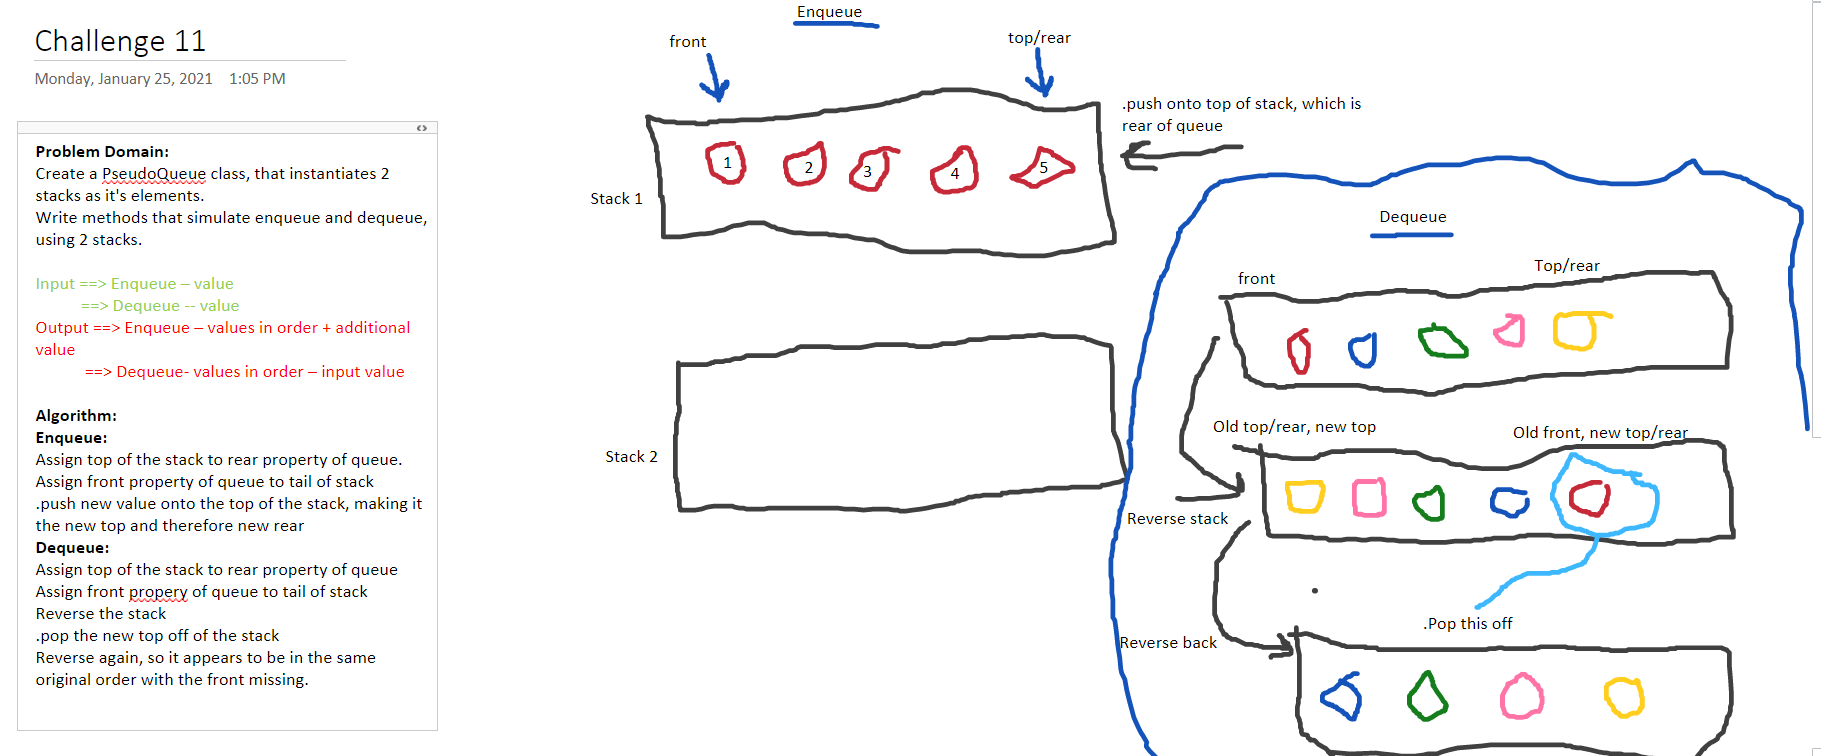 Challenge 11
Monday, January 25, 2021 1:05 PM
Problem Domain:
Create a PseudoQueue class, that instantiates 2
stacks as it's elements.
Write methods that simulate enqueue and dequeue,
using 2 stacks.
Input ==> Enqueue – value
==> Dequeue -- value
Output ==> Enqueue – values in order + additional
value
==> Dequeue- values in order – input value
Algorithm:
Enqueue:
Assign top of the stack to rear property of queue.
Assign front property of queue to tail of stack
.push new value onto the top of the stack, making it
the new top and therefore new rear
Dequeue:
Assign top of the stack to rear property of queue
Assign front propery of queue to tail of stack
Reverse the stack
.pop the new top off of the stack
Reverse again, so it appears to be in the same
original order with the front missing.
Enqueue
front
top/rear
.push onto top of stack, which is
rear of queue
1 2 3 4 5
Stack 1
Stack 2
Dequeue
front
Top/rear
Old top/rear, new top
Old front, new top/rear
Reverse stack
.Pop this off
Reverse back